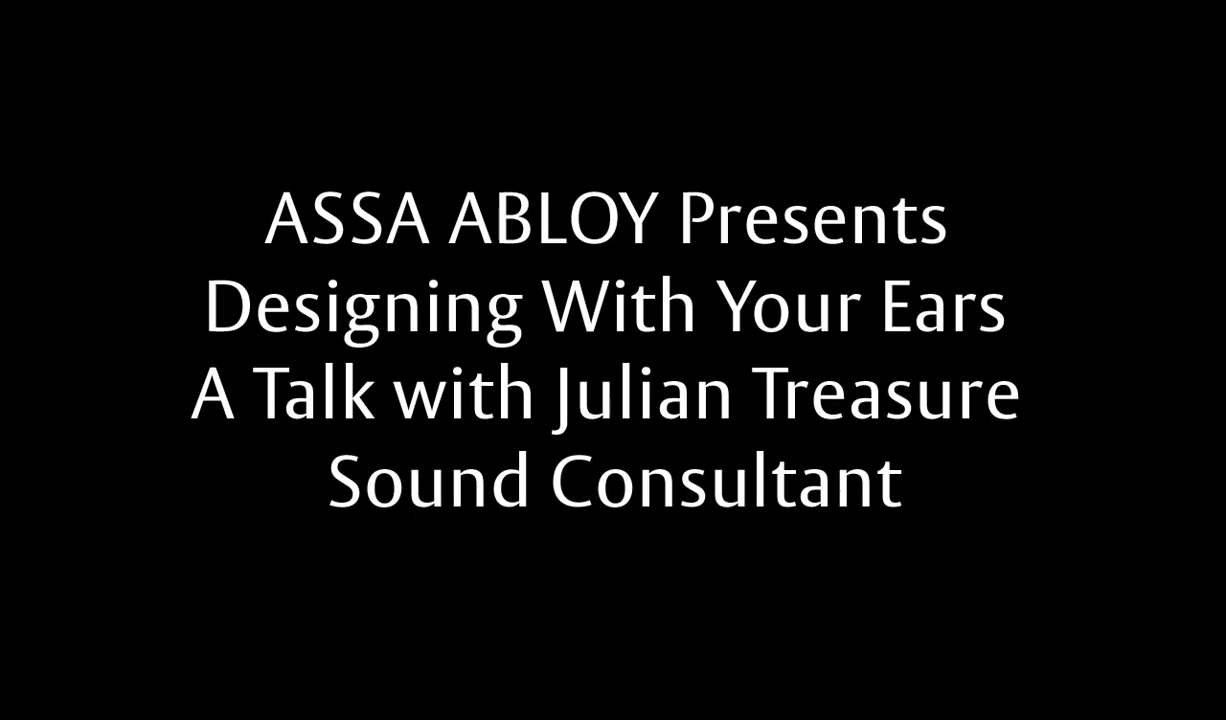 ASSA ABLOY Presents
Designing With Your Ears
A Talk with Julian Treasure
Sound Consultant